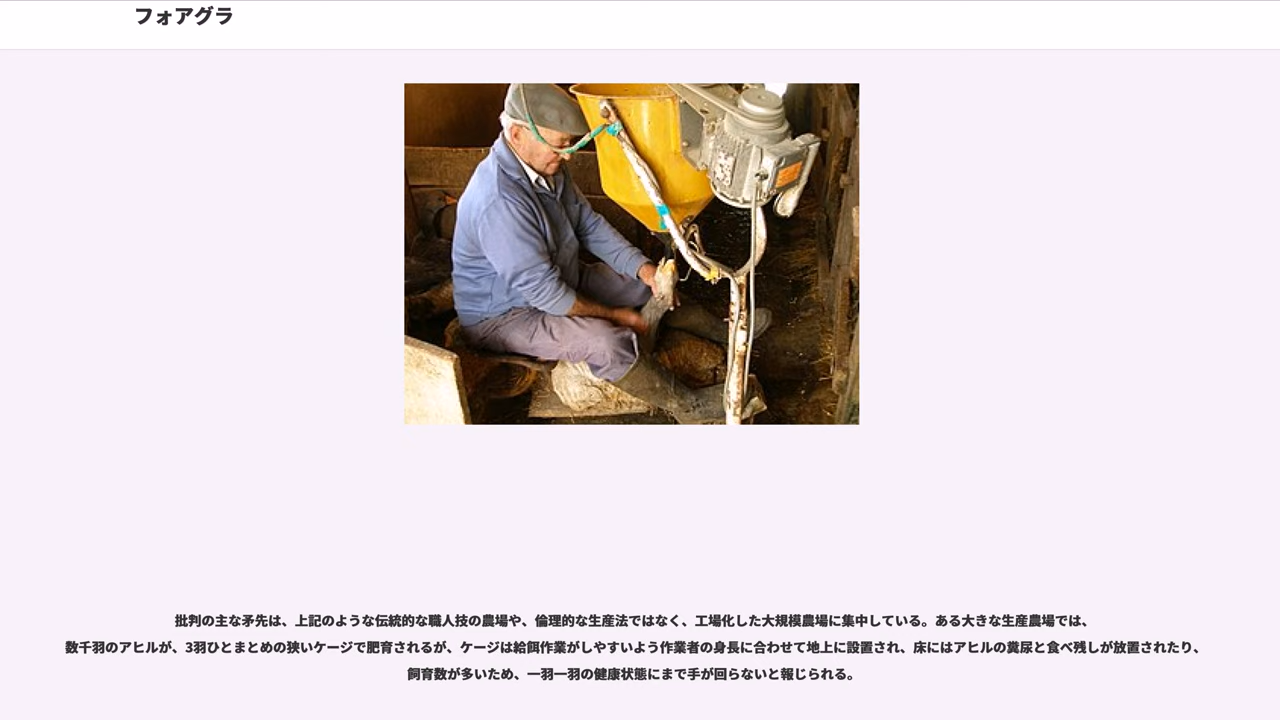 フォアグラ
批判の主な矛先は、上記のような伝統的な職人技の農場や、倫理的な生産法ではなく、工場化した大規模農場に集中している。ある大きな生産農場では、
数千羽のアヒルが、3羽ひとまとめの狭いケージで肥育されるが、ケージは給餌作業がしやすいよう作業者の身長に合わせて地上に設置され、床にはアヒルの糞尿と食べ残しが放置されたり、
飼育数が多いため、一羽一羽の健康状態にまで手が回らないと報じられる。